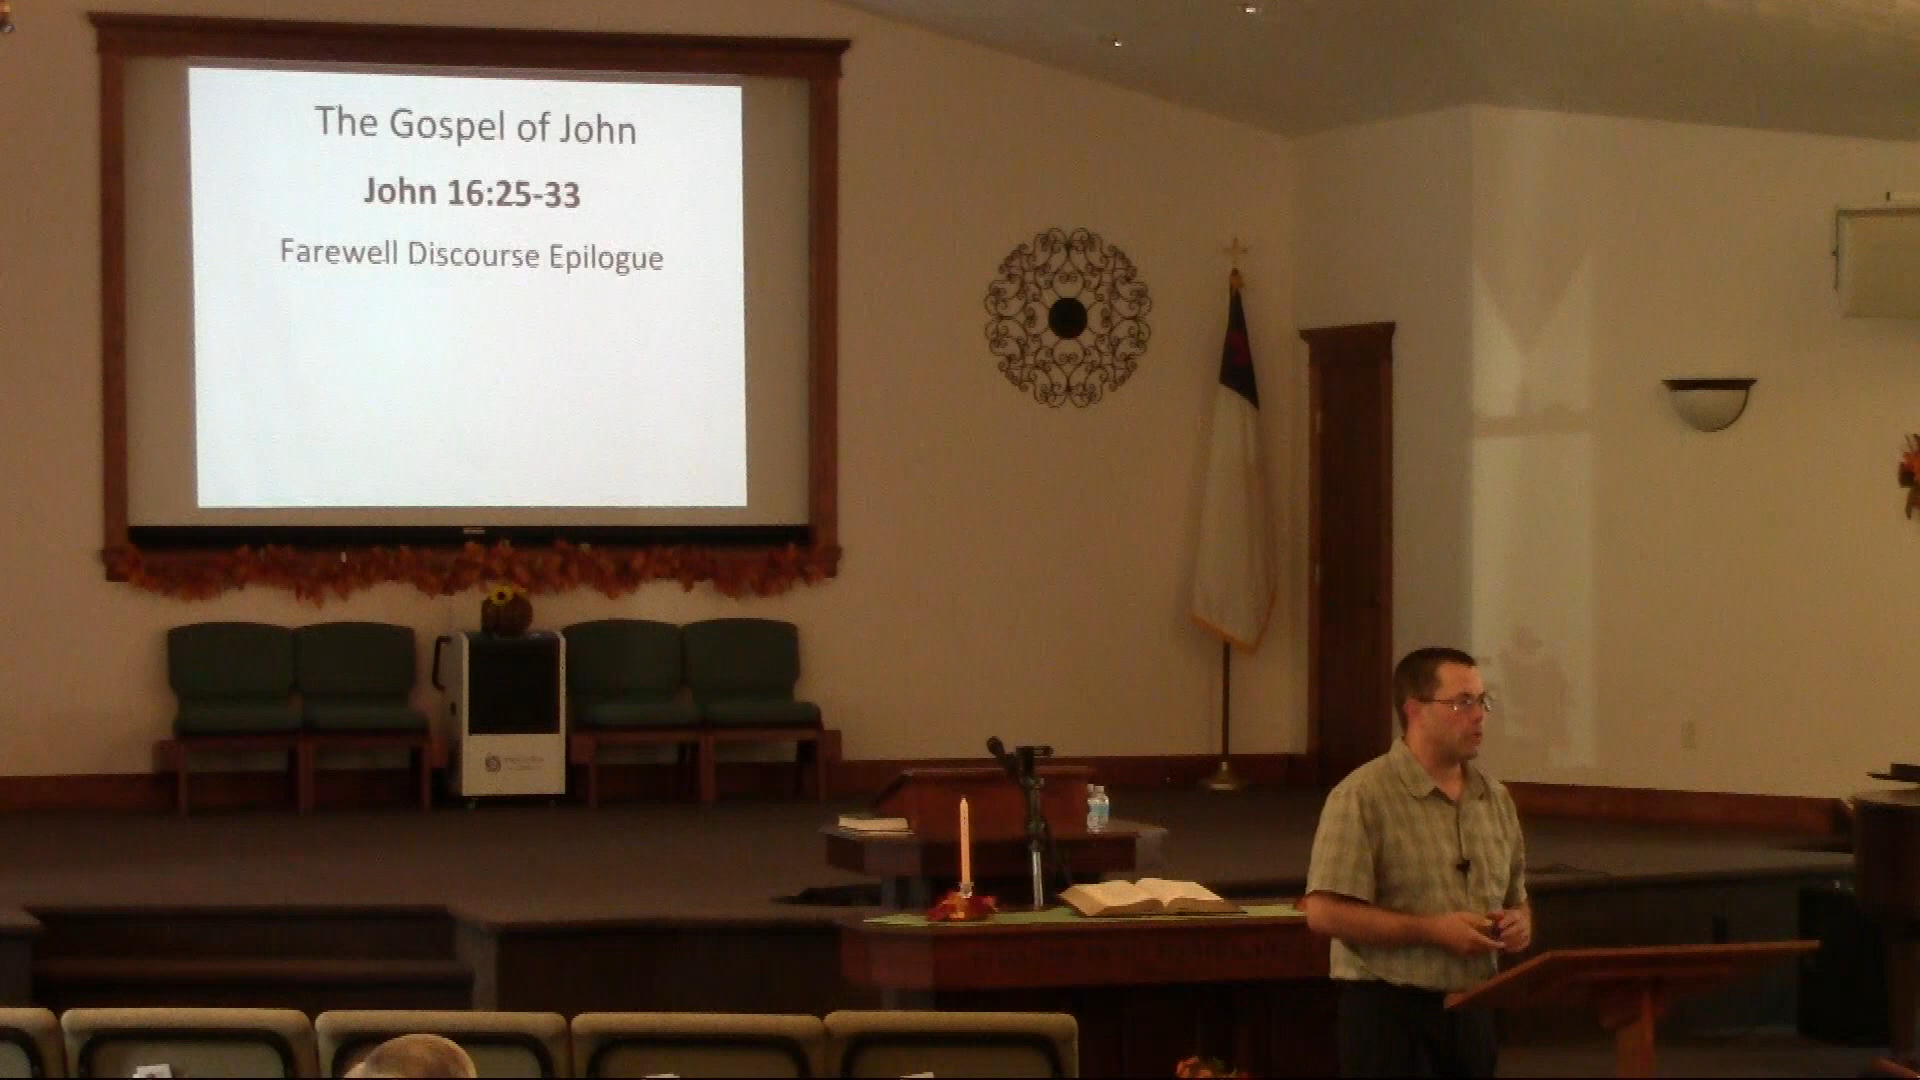 The Gospel of John
John 16:25-33
Farewell Discourse Epilogue